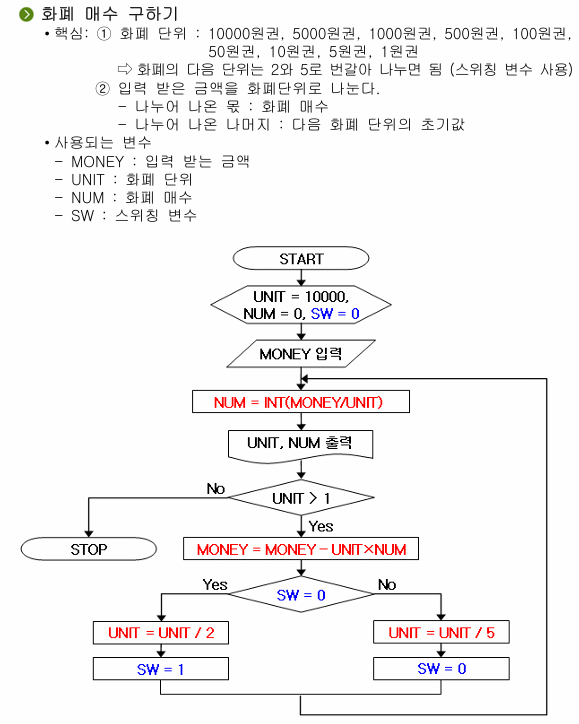 화폐 매수 구하기
• 핵심: ① 화폐 단위 : 10000원권, 5000원권, 1000원권, 500원권, 100원권,
50원권, 10원권, 5원권, 1원권
⇨ 화폐의 다음 단위는 2와 5로 번갈아 나누면 됨 (스위칭 변수 사용)
② 입력 받은 금액을 화폐단위로 나눈다.
- 나누어 나온 몫 : 화폐 매수
- 나누어 나온 나머지 : 다음 화폐 단위의 초기값
• 사용되는 변수
- MONEY : 입력 받는 금액
- UNIT : 화폐 단위
- NUM : 화폐 매수
- SW : 스위칭 변수
START
UNIT = 10000,
NUM = 0, SW = 0
MONEY 입력
NUM = INT(MONEY/UNIT)
UNIT, NUM 출력
No
UNIT > 1
Yes
STOP
MONEY = MONEY - UNIT×NUM
Yes
SW = 0
No
UNIT = UNIT / 2
UNIT = UNIT / 5
SW = 1
SW = 0